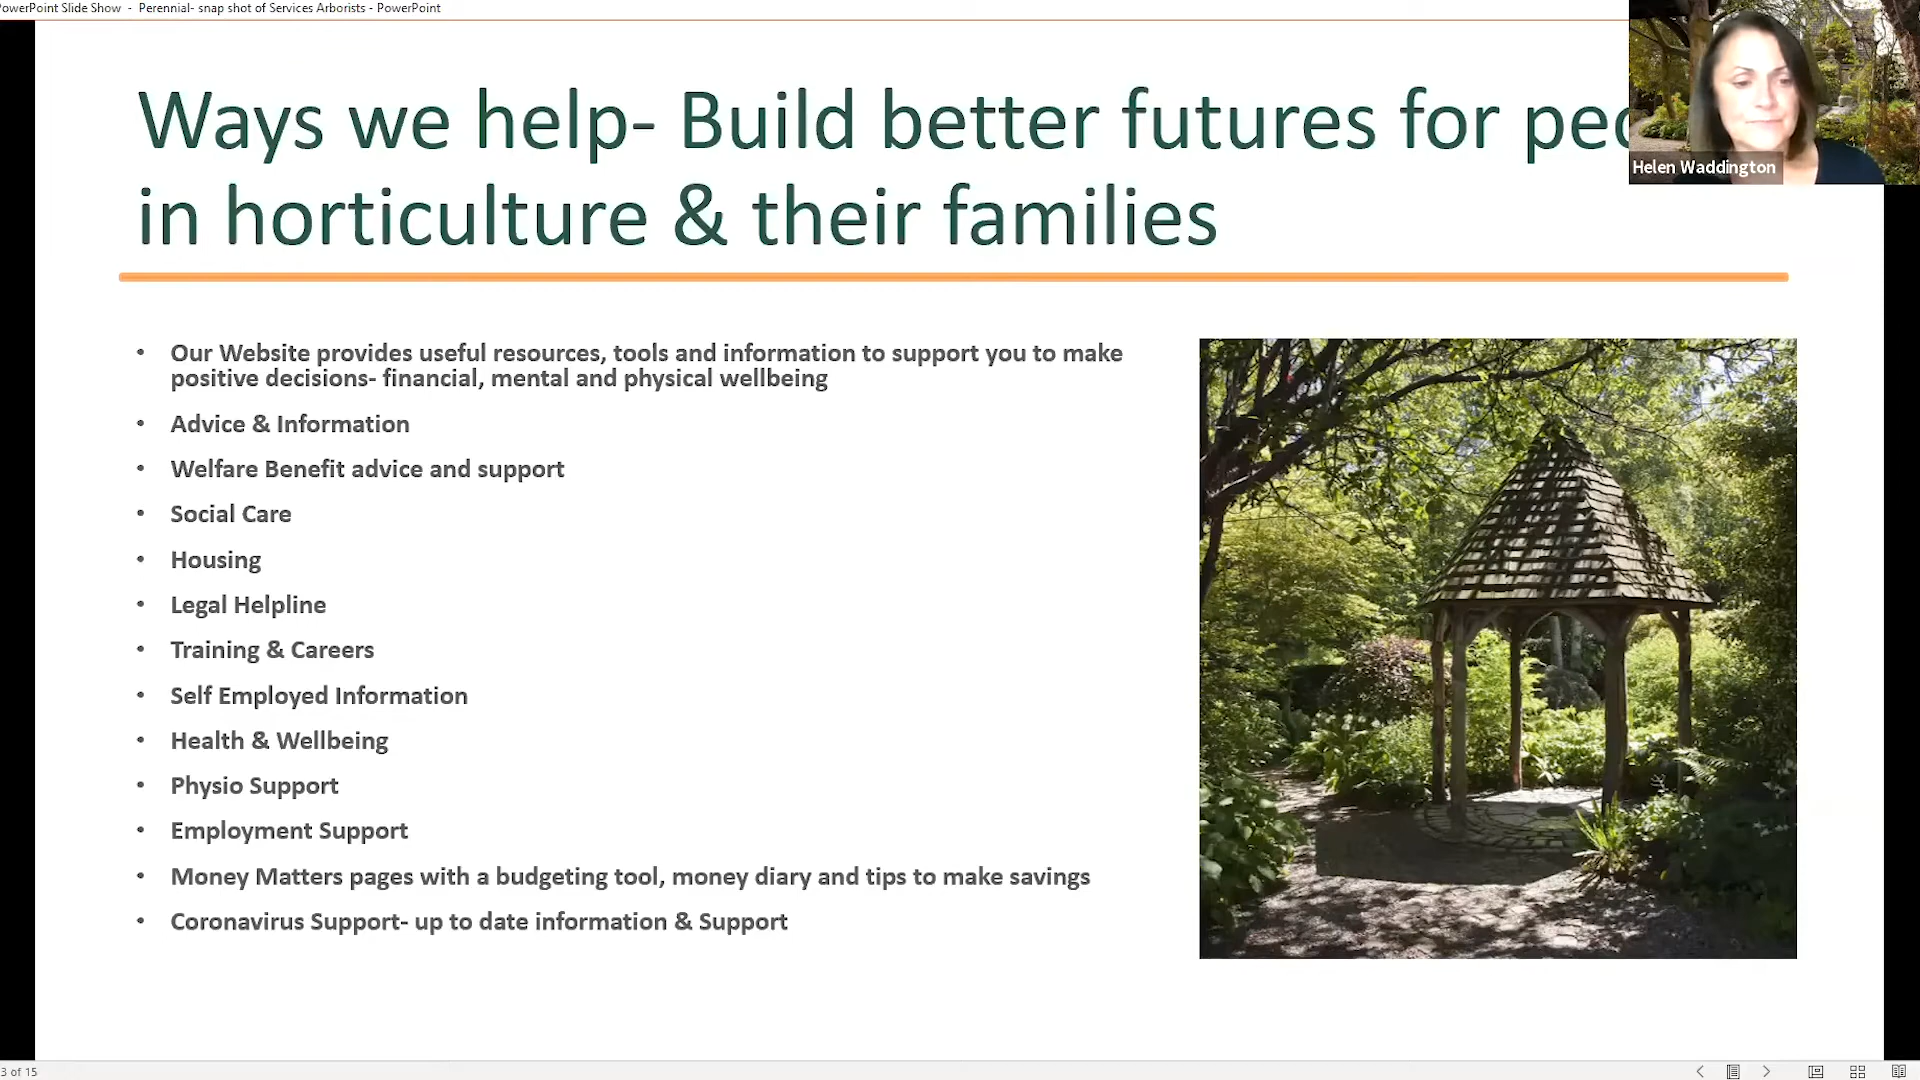 PowerPoint Slide Show - Perennial- snap shot of Services Arborists - PowerPoint
Helen Waddington
Ways we help- Build better futures for
in horticulture & their families
• Our Website provides useful resources, tools and information to support you to make
positive decisions- financial, mental and physical wellbeing
• Advice & Information
• Welfare Benefit advice and support
• Social Care
• Housing
• Legal Helpline
• Training & Careers
• Self Employed Information
• Health & Wellbeing
• Physio Support
• Employment Support
• Money Matters pages with a budgeting tool, money diary and tips to make savings
• Coronavirus Support- up to date information & Support
3 of 15